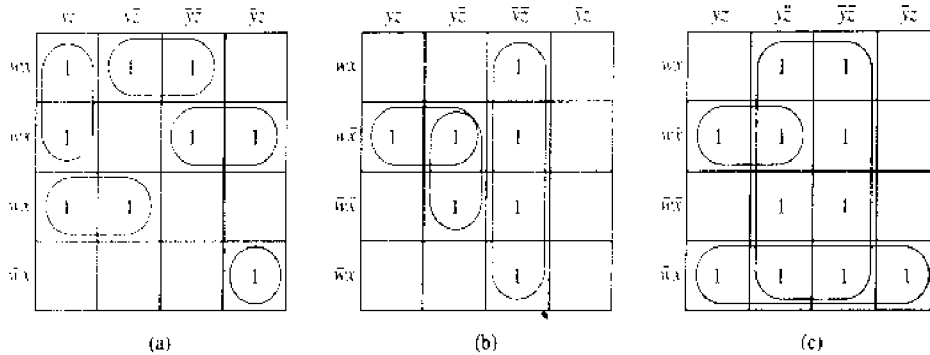 yz yz̄ ȳz̄ ȳz yz yz̄ ȳz̄ ȳz yz yz̄ ȳz̄ ȳz
wx 1 1 1 wx 1 wx 1 1
wx̄ 1 1 1 wx̄ 1 1 1 wx̄ 1 1 1
w̄x̄ 1 1 w̄x̄ 1 1 w̄x̄ 1 1
w̄x 1 w̄x 1 w̄x 1 1 1 1
(a) (b) (c)